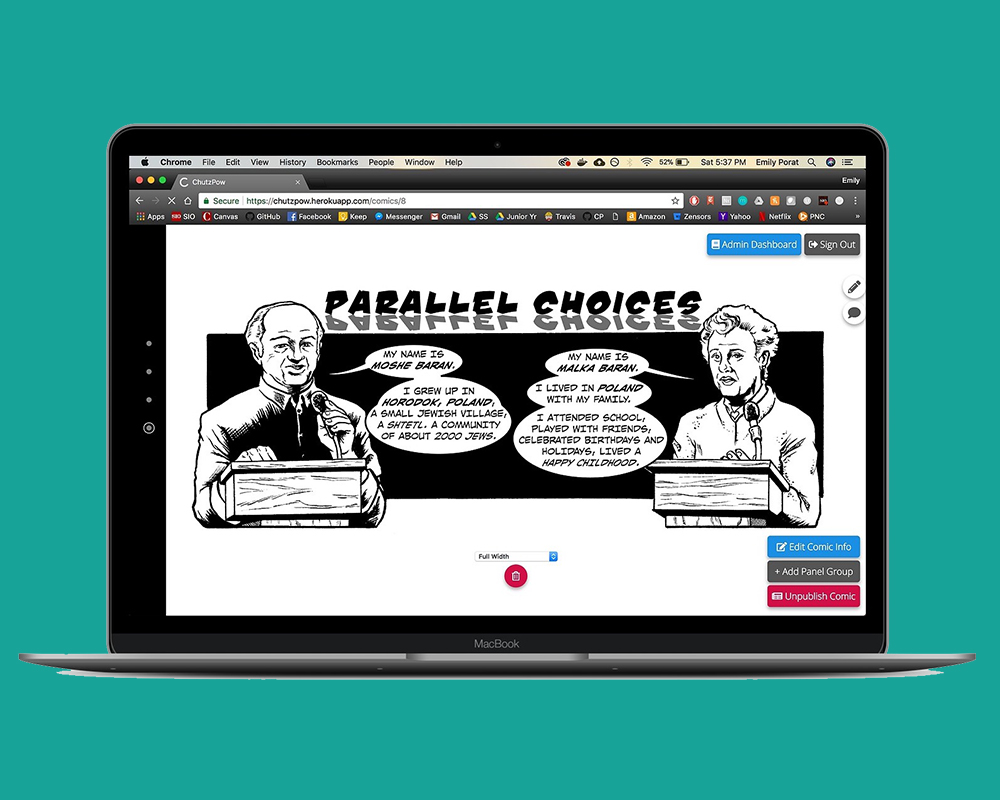 Chrome File Edit View History Bookmarks People Window Help 52% Sat 5:37 PM Emily Porat
ChutzPow Emily
Secure https://chutzpow.herokuapp.com/comics/8
Apps SIO Canvas GitHub Facebook Keep Messenger Gmail SS Junior Yr Travis CP Amazon Zensors Yahoo Netflix PNC »
Admin Dashboard Sign Out
PARALLEL CHOICES
MY NAME IS
MOSHE BARAN.
I GREW UP IN
HORODOK, POLAND,
A SMALL JEWISH VILLAGE,
A SHTETL. A COMMUNITY
OF ABOUT 2000 JEWS.
MY NAME IS
MALKA BARAN.
I LIVED IN POLAND
WITH MY FAMILY.
I ATTENDED SCHOOL,
PLAYED WITH FRIENDS,
CELEBRATED BIRTHDAYS AND
HOLIDAYS, LIVED A
HAPPY CHILDHOOD.
Full Width
Edit Comic Info
+ Add Panel Group
Unpublish Comic
MacBook